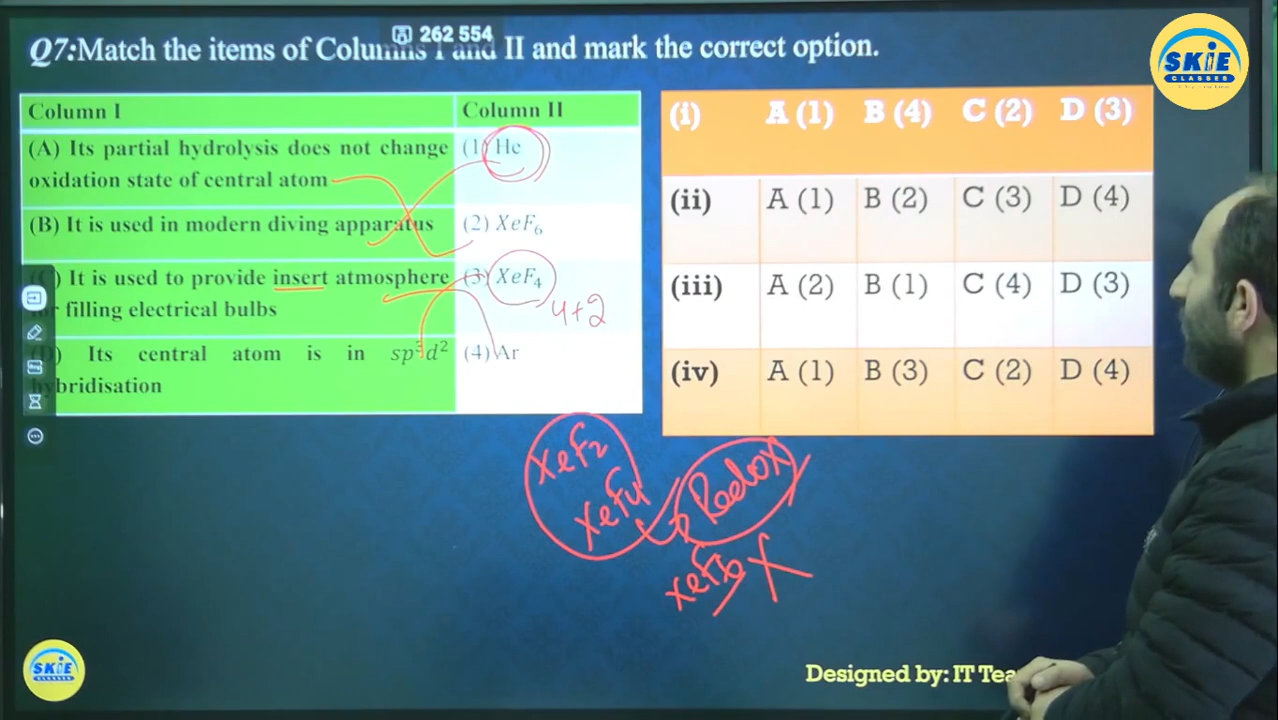 262 554
Q7:Match the items of Columns I and II and mark the correct option.
SKIE
CLASSES
Column I
Column II
(A) Its partial hydrolysis does not change
oxidation state of central atom
(1) He
(B) It is used in modern diving apparatus
(2) XeF₆
(C) It is used to provide insert atmosphere
for filling electrical bulbs
(3) XeF₄
4+2
(D) Its central atom is in sp³d²
hybridisation
(4) Ar
(i) A (1) B (4) C (2) D (3)
(ii) A (1) B (2) C (3) D (4)
(iii) A (2) B (1) C (4) D (3)
(iv) A (1) B (3) C (2) D (4)
XeF₂
XeF₄
Redox
XeF₆ X
SKIE
CLASSES
Designed by: IT Tea